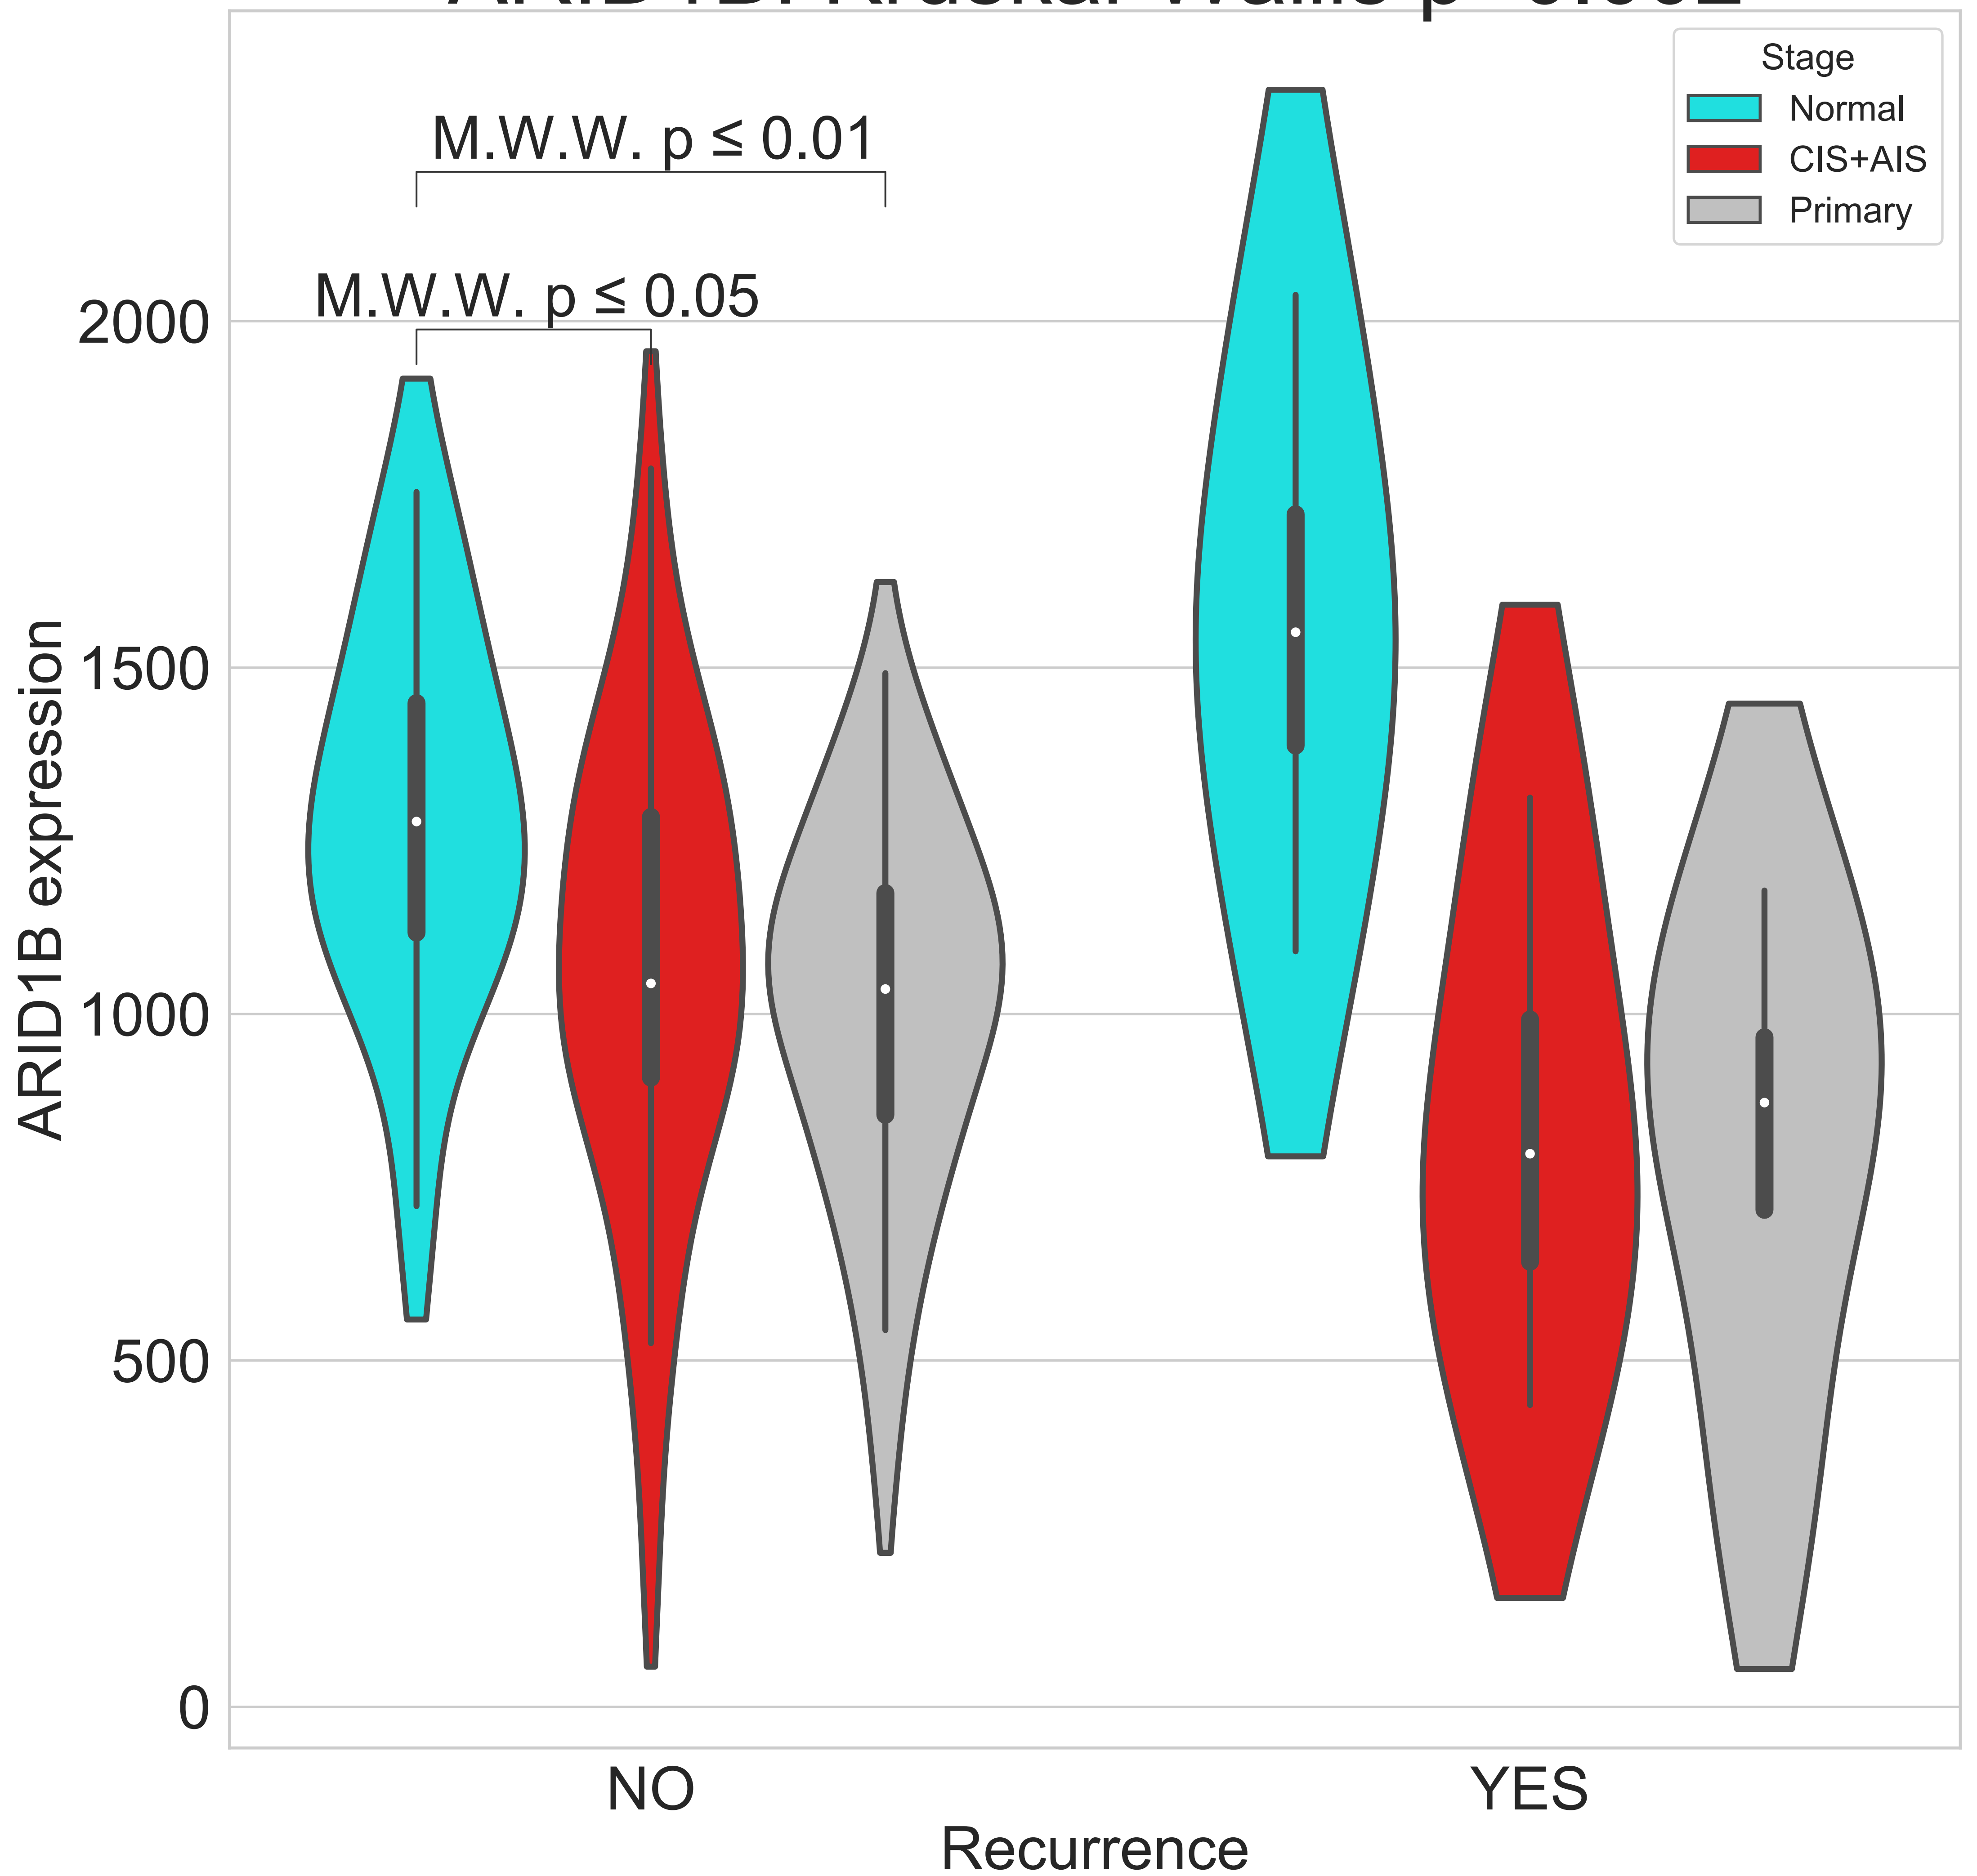 Stage
Normal
CIS+AIS
Primary
M.W.W. p ≤ 0.01
M.W.W. p ≤ 0.05
2000
1500
1000
500
0
ARID1B expression
NO
YES
Recurrence